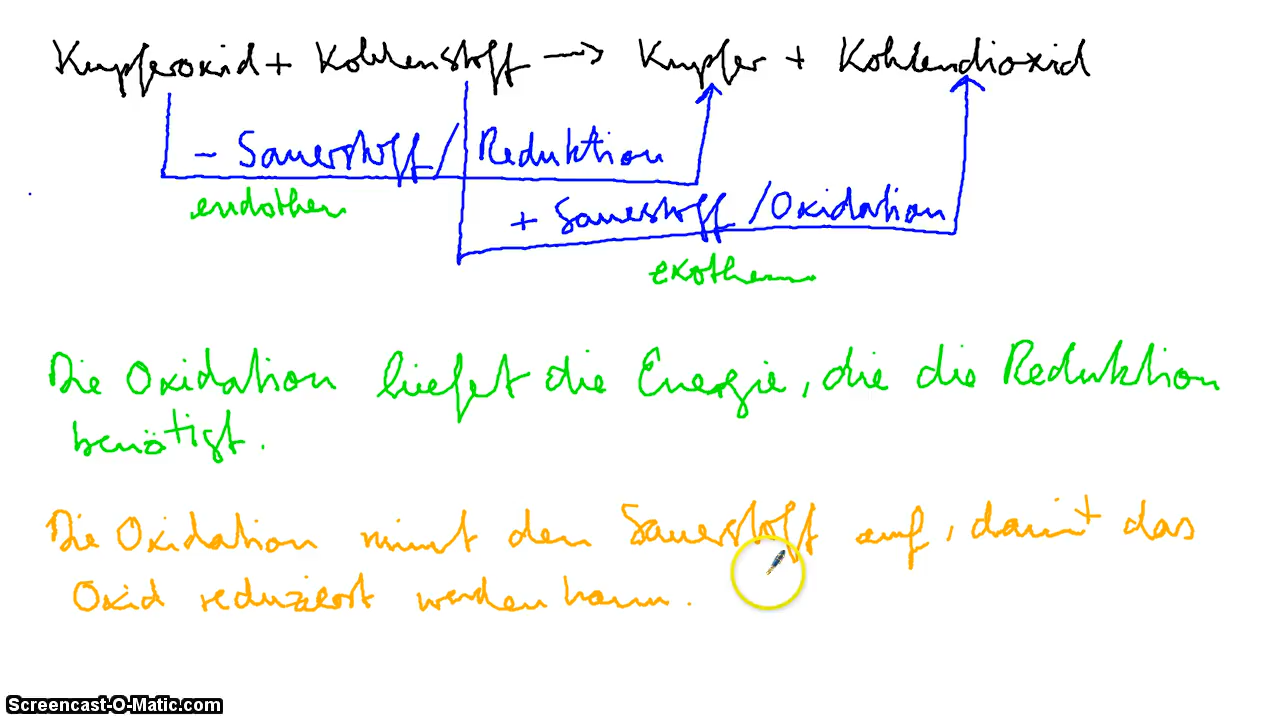 Kupferoxid + Kohlenstoff → Kupfer + Kohlendioxid
- Sauerstoff / Reduktion
endotherm
+ Sauerstoff / Oxidation
exotherm
Die Oxidation liefert die Energie, die die Reduktion
benötigt.
Die Oxidation nimmt den Sauerstoff auf, damit das
Oxid reduziert werden kann.
Screencast-O-Matic.com